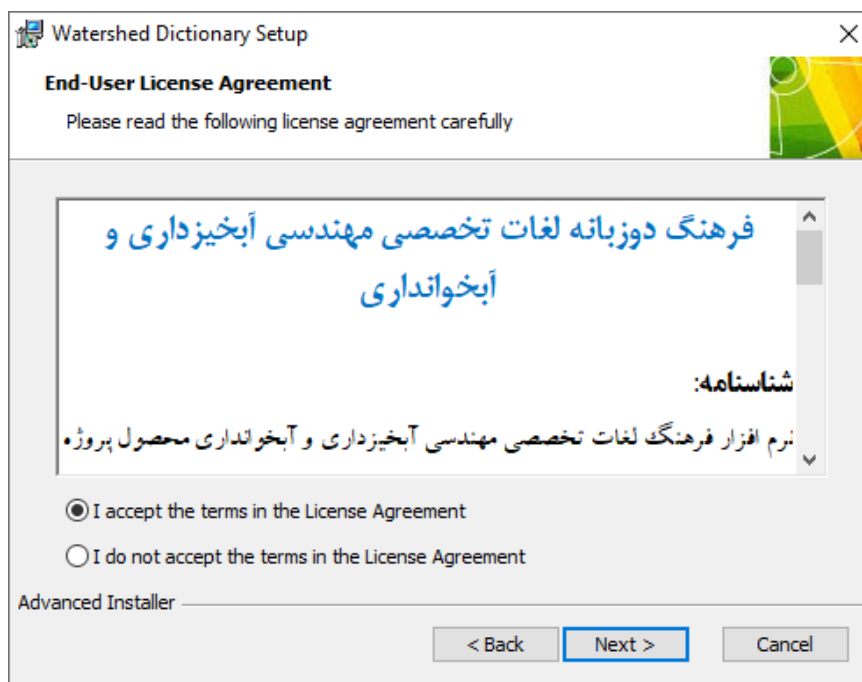 Watershed Dictionary Setup
End-User License Agreement
Please read the following license agreement carefully
فرهنگ دوزبانه لغات تخصصی مهندسی آبخیزداری و
آبخوانداری
شناسنامه:
نرم افزار فرهنگ لغات تخصصی مهندسی آبخیزداری و آبخوانداری محصول پروژه
I accept the terms in the License Agreement
I do not accept the terms in the License Agreement
Advanced Installer
< Back Next > Cancel